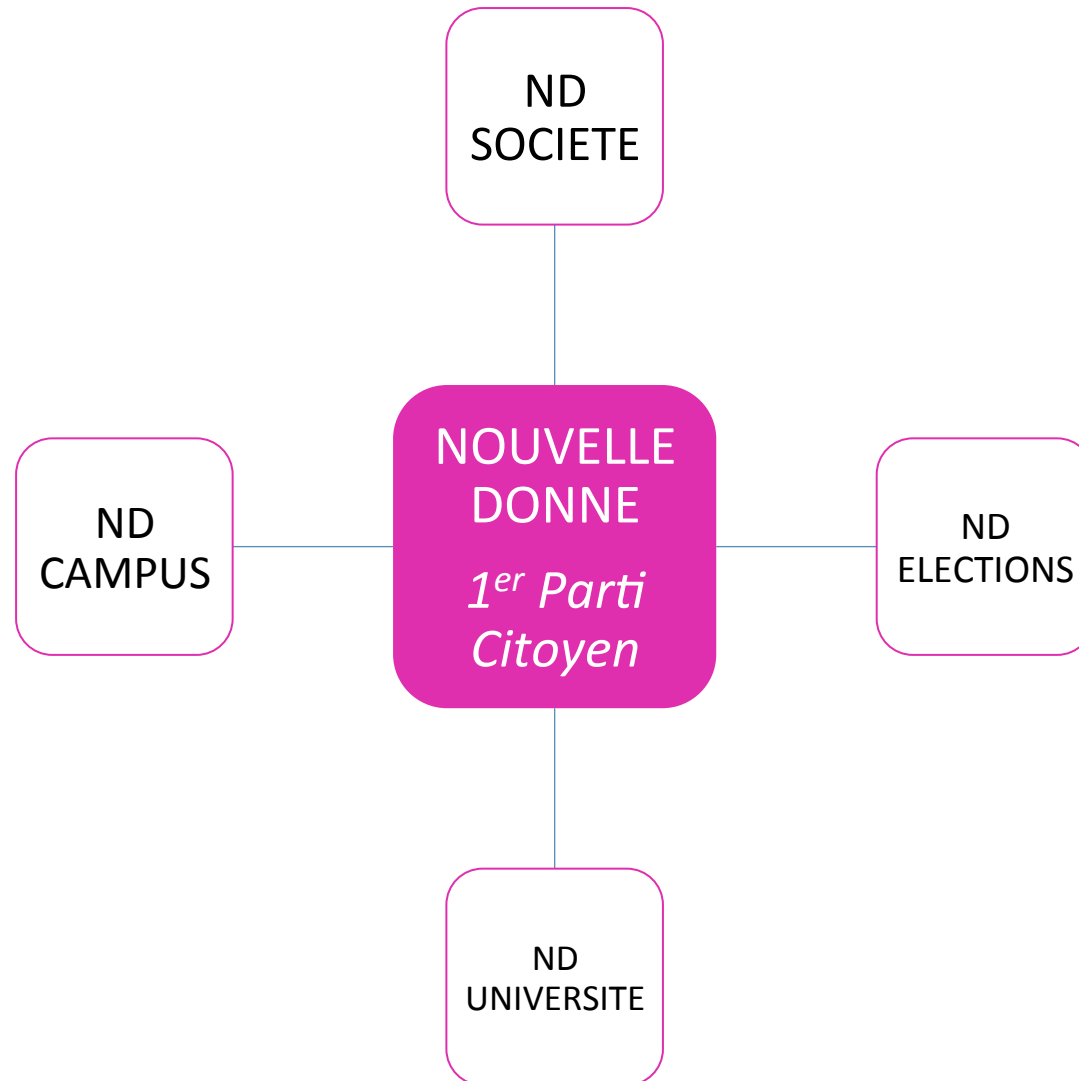 ND
SOCIETE
NOUVELLE
DONNE
1er Parti
Citoyen
ND
CAMPUS
ND
ELECTIONS
ND
UNIVERSITE